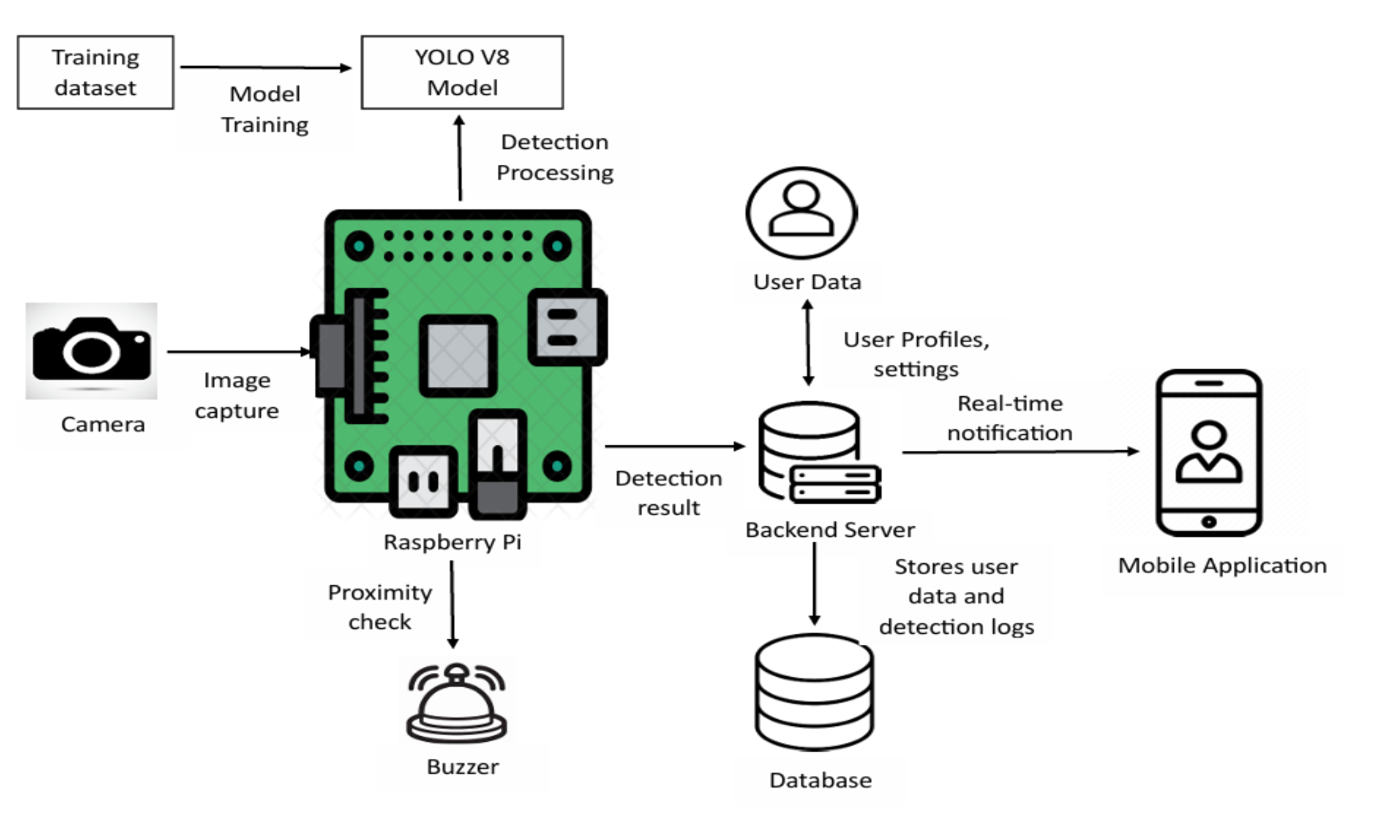 Training
dataset
Model
Training
YOLO V8
Model
Detection
Processing
Camera
Image
capture
Raspberry Pi
Proximity
check
Buzzer
Detection
result
User Data
User Profiles,
settings
Backend Server
Real-time
notification
Mobile Application
Stores user
data and
detection logs
Database